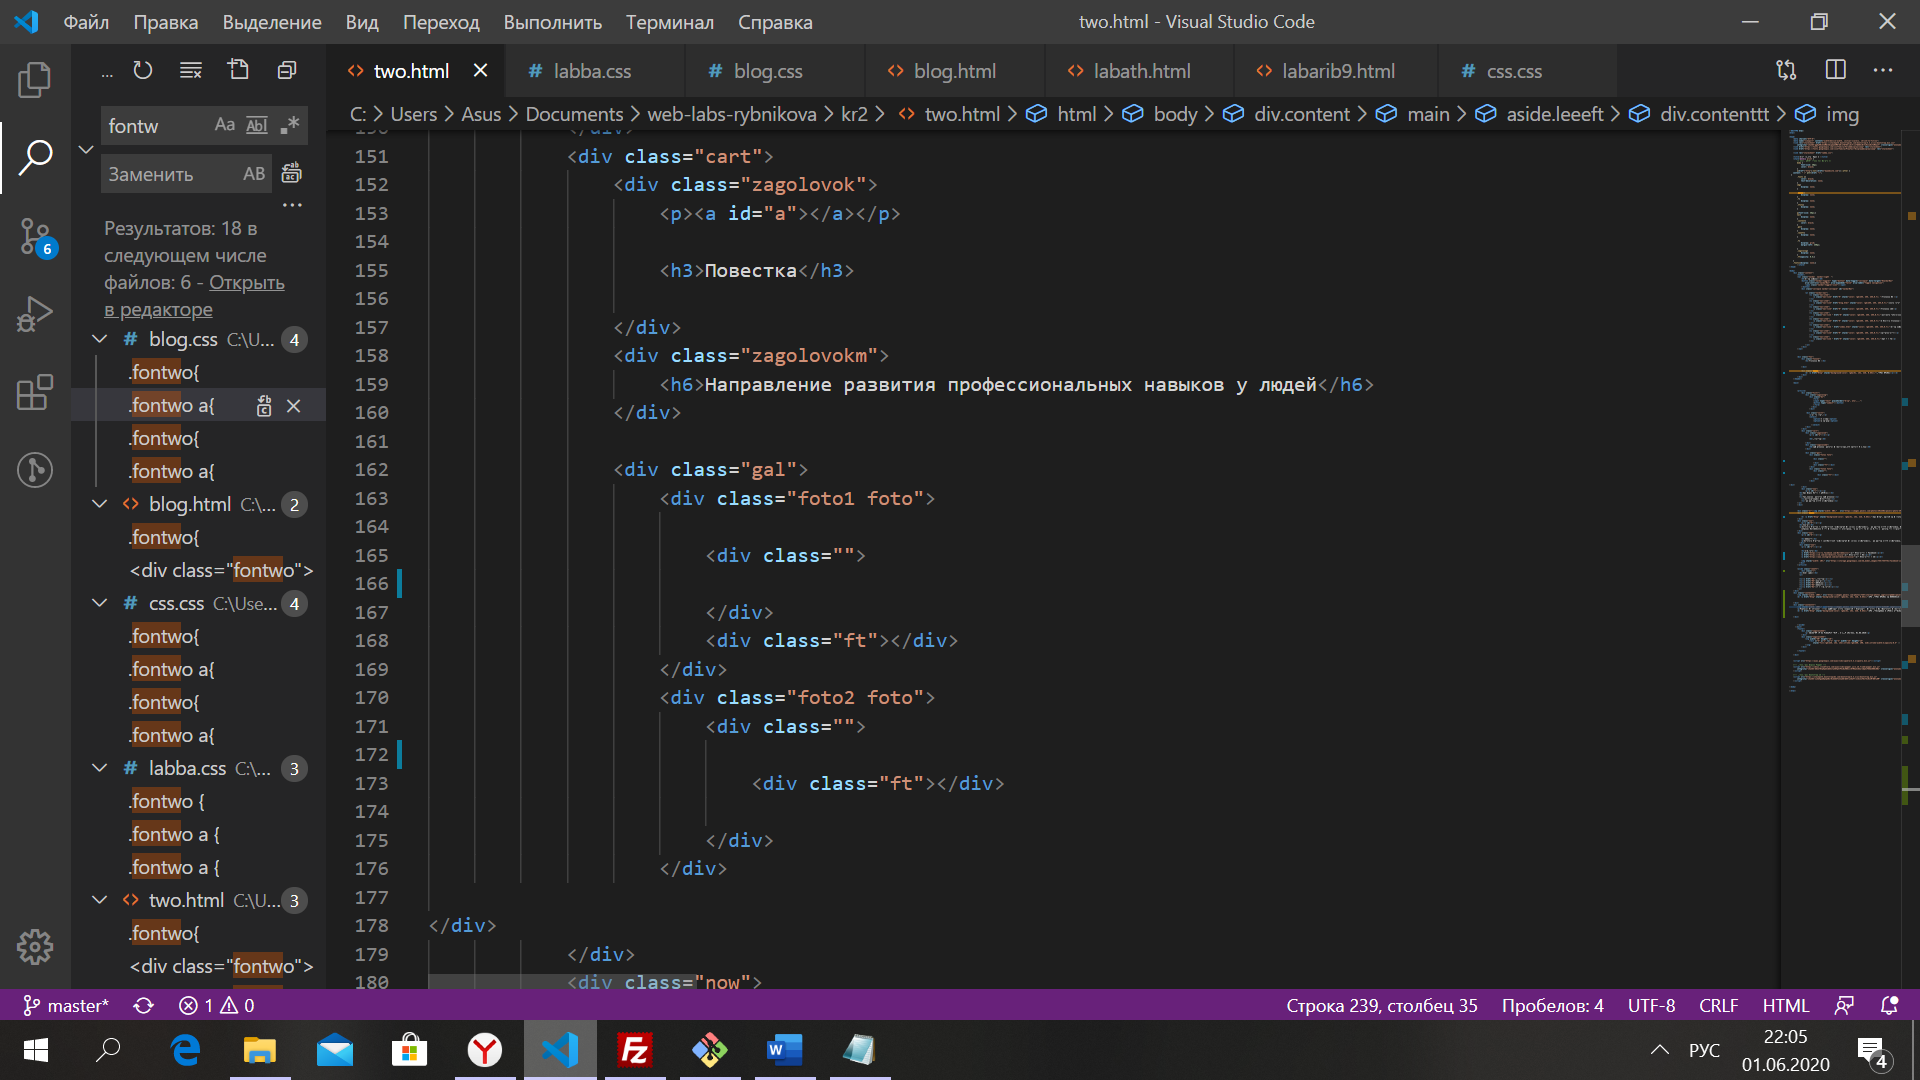 Файл Правка Выделение Вид Переход Выполнить Терминал Справка
two.html - Visual Studio Code
two.html labba.css blog.css blog.html labath.html labarib9.html css.css
C: > Users > Asus > Documents > web-labs-rybnikova > kr2 > two.html > html > body > div.content > main > aside.leeeft > div.contenttt > img
fontw Aa Abl .*
Заменить AB
Результатов: 18 в
следующем числе
файлов: 6 - Открыть
в редакторе
# blog.css C:\U... 4
.fontwo{
.fontwo a{
.fontwo{
.fontwo a{
blog.html C:\... 2
.fontwo{
<div class="fontwo">
# css.css C:\Use... 4
.fontwo{
.fontwo a{
.fontwo{
.fontwo a{
# labba.css C:\... 3
.fontwo {
.fontwo a {
.fontwo a {
two.html C:\U... 3
.fontwo{
<div class="fontwo">
150 </div>
151 <div class="cart">
152 <div class="zagolovok">
153 <p><a id="a"></a></p>
154
155 <h3>Повестка</h3>
156
157 </div>
158 <div class="zagolovokm">
159 <h6>Направление развития профессиональных навыков у людей</h6>
160 </div>
161
162 <div class="gal">
163 <div class="foto1 foto">
164
165 <div class="">
166
167 </div>
168 <div class="ft"></div>
169 </div>
170 <div class="foto2 foto">
171 <div class="">
172
173 <div class="ft"></div>
174
175 </div>
176 </div>
177
178 </div>
179 </div>
180 <div class="now">
6
master* 1 0
Строка 239, столбец 35 Пробелов: 4 UTF-8 CRLF HTML
РУС
22:05
01.06.2020
4